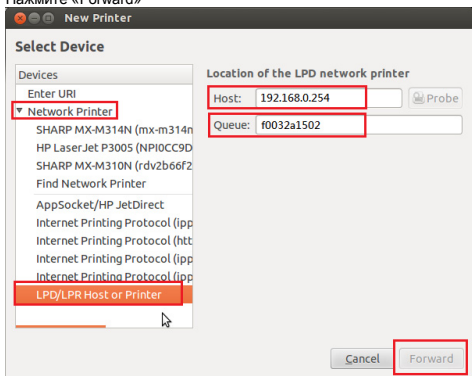 Нажмите «Forward»
New Printer
Select Device
Devices
Enter URI
Network Printer
SHARP MX-M314N (mx-m314n
HP LaserJet P3005 (NPI0CC9D
SHARP MX-M310N (rdv2b66f2
Find Network Printer
AppSocket/HP JetDirect
Internet Printing Protocol (ipp
Internet Printing Protocol (htt
Internet Printing Protocol (ipp
Internet Printing Protocol (ipp
LPD/LPR Host or Printer
Location of the LPD network printer
Host: 192.168.0.254 Probe
Queue: f0032a1502
Cancel Forward